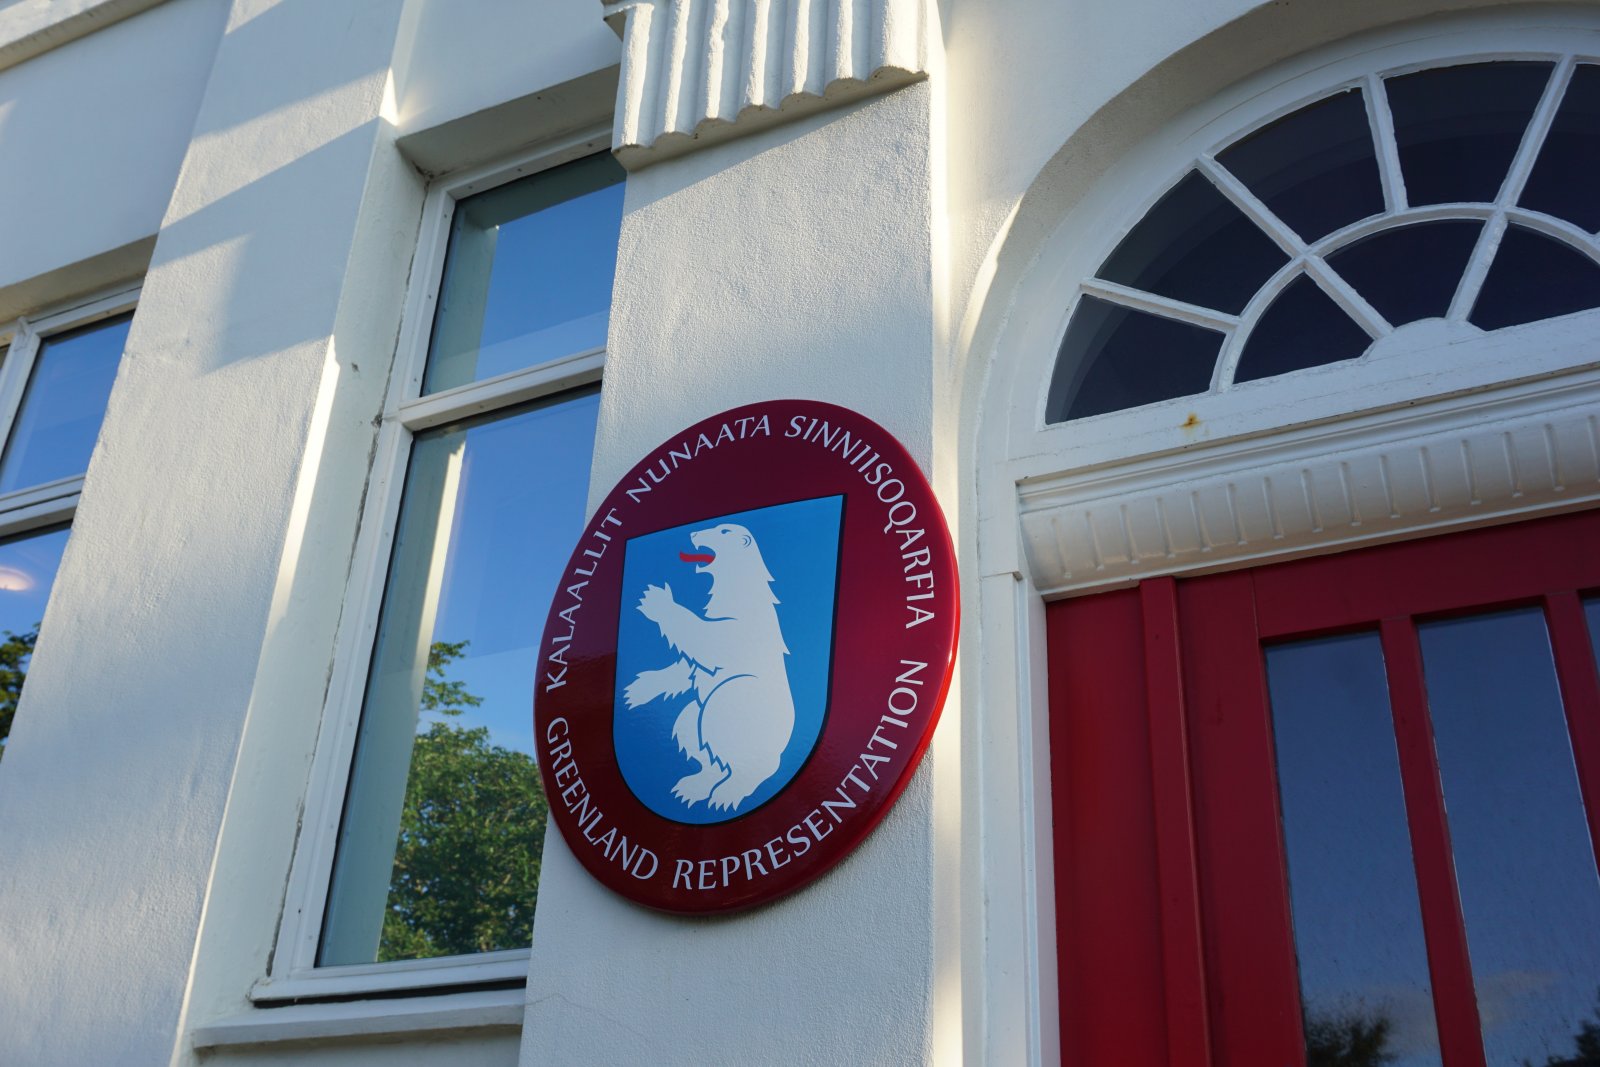 KALAALLIT NUNAATA SINNIISOQARFIA
GREENLAND REPRESENTATION